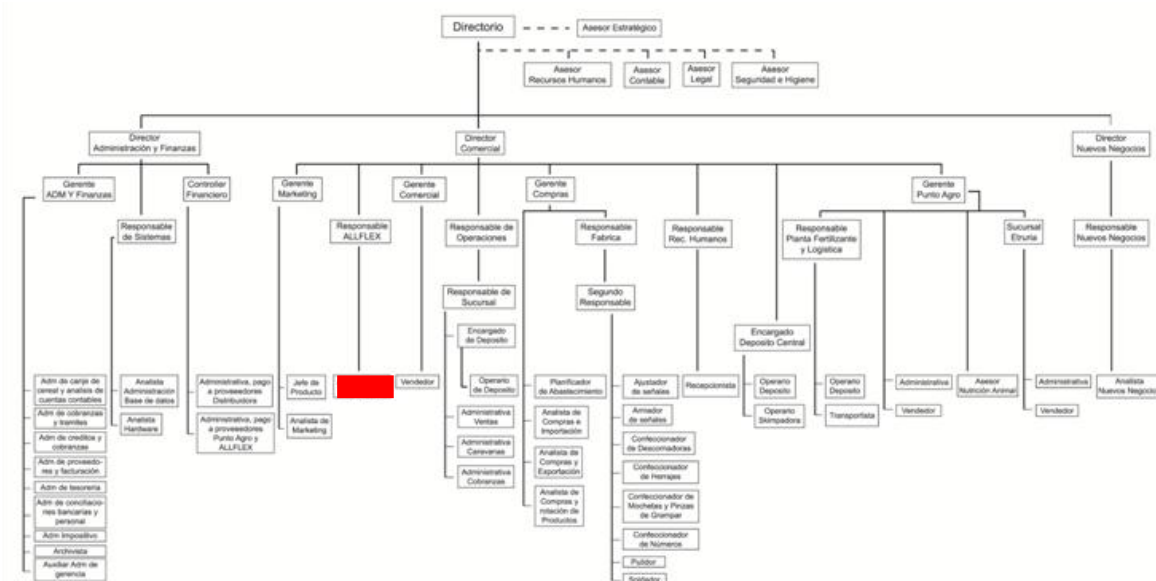 Directorio
Asesor Estratégico
Asesor
Recursos Humanos
Asesor
Contable
Asesor
Legal
Asesor
Seguridad e Higiene
Director
Administración y Finanzas
Director
Comercial
Director
Nuevos Negocios
Gerente
ADM Y Finanzas
Controller
Financiero
Gerente
Marketing
Gerente
Comercial
Gerente
Compras
Gerente
Punto Agro
Responsable
de Sistemas
Responsable
ALLFLEX
Responsable de
Operaciones
Responsable
Fabrica
Responsable
Rec. Humanos
Responsable
Planta Fertilizante
y Logística
Sucursal
Etruria
Responsable
Nuevos Negocios
Responsable de
Sucursal
Segundo
Responsable
Encargado
de Deposito
Encargado
Deposito Central
Adm de canje de
cereal y analisis de
cuentas contables
Adm de cobranzas
y tramites
Adm de creditos y
cobranzas
Adm de proveedo-
res y facturación
Adm de tesoreria
Adm de conciliacio-
nes bancarias y
personal
Adm Impositivo
Archivista
Auxiliar Adm de
gerencia
Analista
Administración
Base de datos
Analista
Hardware
Administrativa, pago
a proveedores
Distribuidora
Administrativa, pago
a proveedores
Punto Agro y
ALLFLEX
Jefe de
Producto
Analista de
Marketing
Vendedor
Operario
de Deposito
Administrativa
Ventas
Administrativa
Caravanas
Administrativa
Cobranzas
Planificador
de Abastecimiento
Analista de
Compras e
Importación
Analista de
Compras y
Exportación
Analista de
Compras y
rotación de
Productos
Ajustador
de señales
Armador
de señales
Confeccionador
de Descornadoras
Confeccionador
de Herrajes
Confeccionador de
Mochetas y Pinzas
de Grampar
Confeccionador
de Números
Pulidor
Soldador
Recepcionista
Operario
Deposito
Operario
Skimpadora
Operario
Deposito
Transportista
Administrativa
Vendedor
Asesor
Nutrición Animal
Administrativa
Vendedor
Analista
Nuevos Negocio